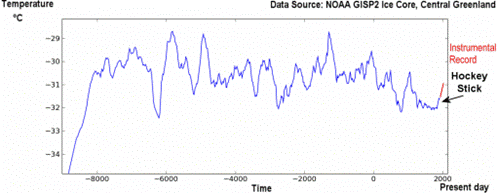 Temperature
Data Source: NOAA GISP2 Ice Core, Central Greenland
°C
−29
−30
−31
−32
−33
−34
Instrumental
Record
Hockey
Stick
−8000
−6000
−4000
−2000
0
2000
Time
Present day